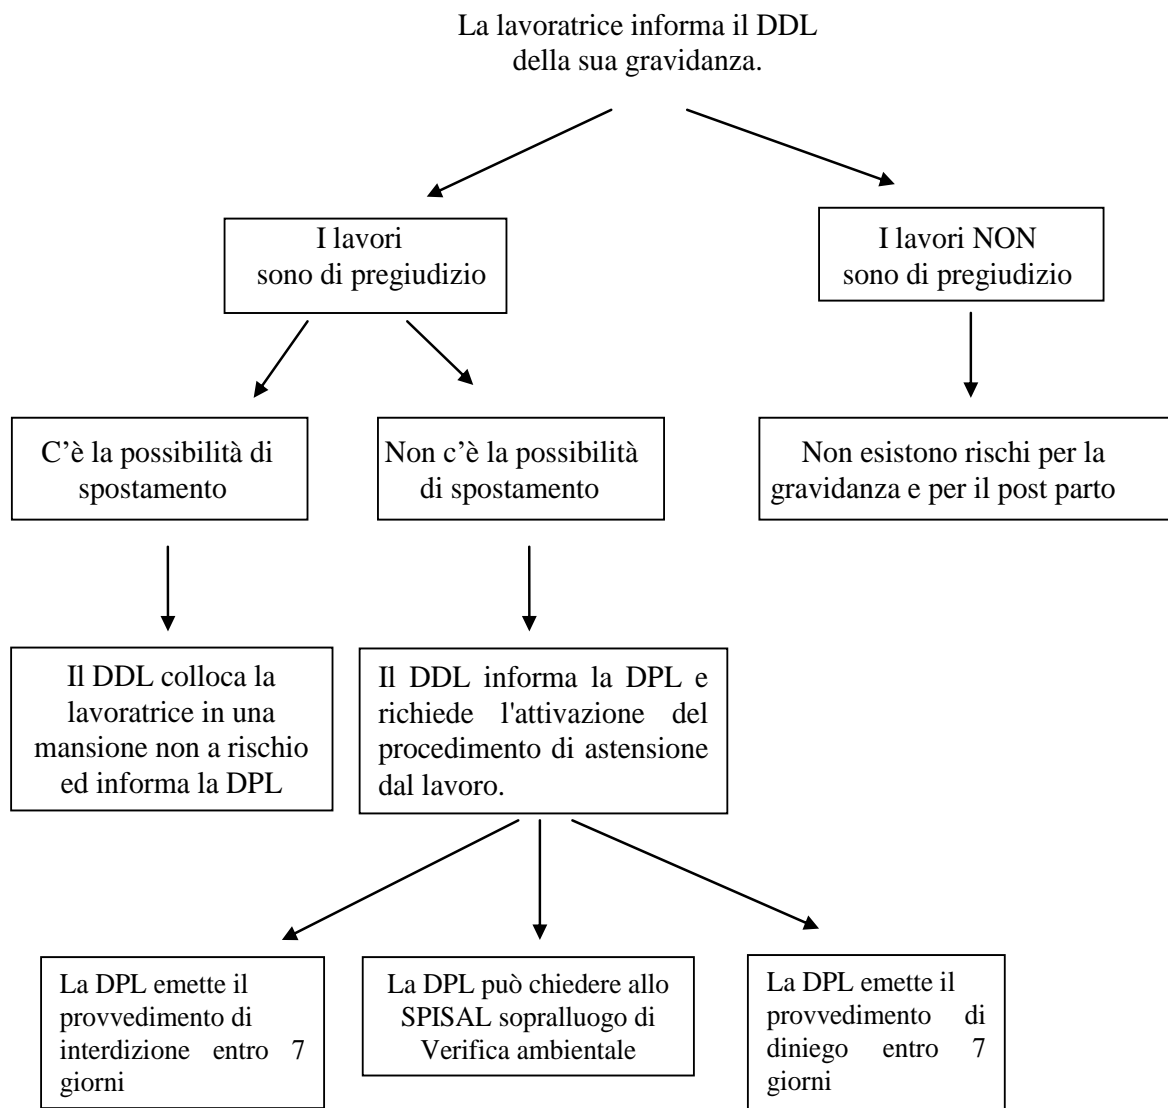 La lavoratrice informa il DDL
della sua gravidanza.
I lavori
sono di pregiudizio
I lavori NON
sono di pregiudizio
C'è la possibilità di
spostamento
Non c'è la possibilità
di spostamento
Non esistono rischi per la
gravidanza e per il post parto
Il DDL colloca la
lavoratrice in una
mansione non a rischio
ed informa la DPL
Il DDL informa la DPL e
richiede l'attivazione del
procedimento di astensione
dal lavoro.
La DPL emette il
provvedimento di
interdizione entro 7
giorni
La DPL può chiedere allo
SPISAL sopralluogo di
Verifica ambientale
La DPL emette il
provvedimento di
diniego entro 7
giorni